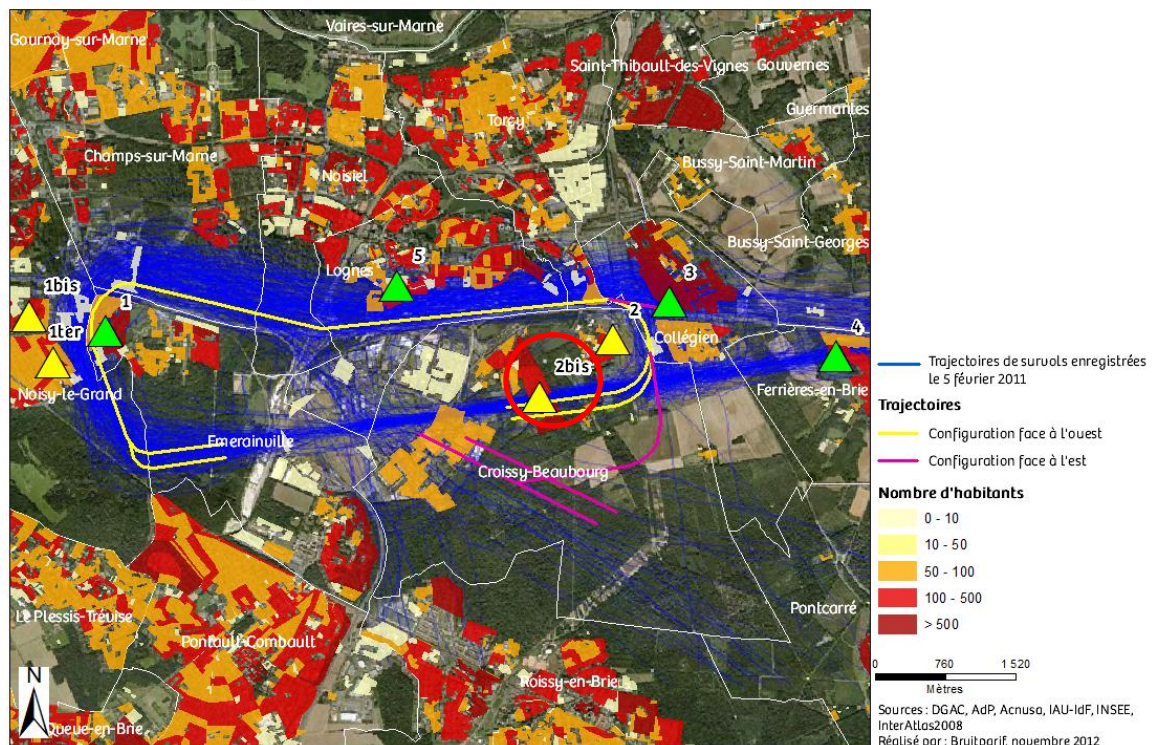 Gournay-sur-Marne
Vaires-sur-Marne
Saint-Thibault-des-Vignes
Gouvernes
Guermantes
Torcy
Champs-sur-Marne
Noisiel
Bussy-Saint-Martin
Bussy-Saint-Georges
Lognes
5
3
1bis
1
2
4
1ter
Collégien
2bis
Noisy-le-Grand
Ferrières-en-Brie
Emerainville
Croissy-Beaubourg
Le Plessis-Trévise
Pontault-Combault
Pontcarré
Roissy-en-Brie
N
Queue-en-Brie
Trajectoires de survols enregistrées
le 5 février 2011
Trajectoires
Configuration face à l'ouest
Configuration face à l'est
Nombre d'habitants
0 - 10
10 - 50
50 - 100
100 - 500
> 500
0 760 1 520
Mètres
Sources : DGAC, AdP, Acnusa, IAU-IdF, INSEE,
InterAtlas2008
Réalisé par : Bruitparif, novembre 2012